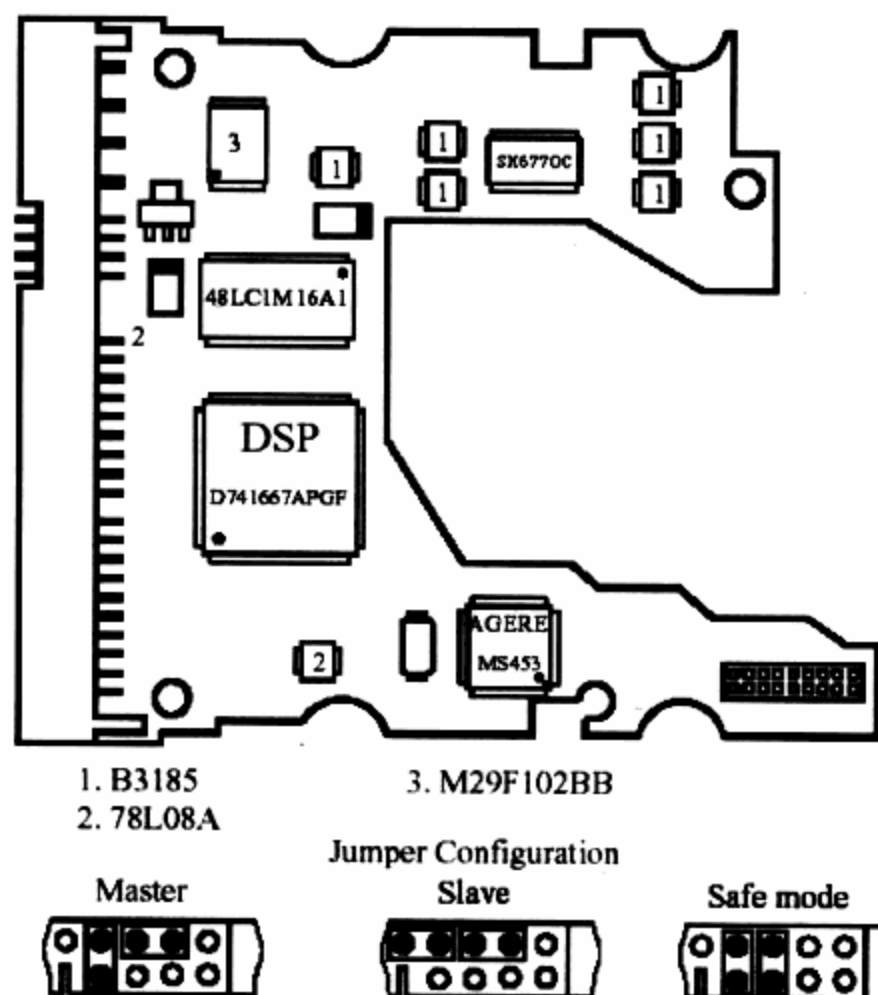 3
1
1
1
1
1
1
SH6770C
48LC1M16A1
2
DSP
D741667APGF
2
AGERE
MS453
1. B3185
3. M29F102BB
2. 78L08A
Jumper Configuration
Master
Slave
Safe mode